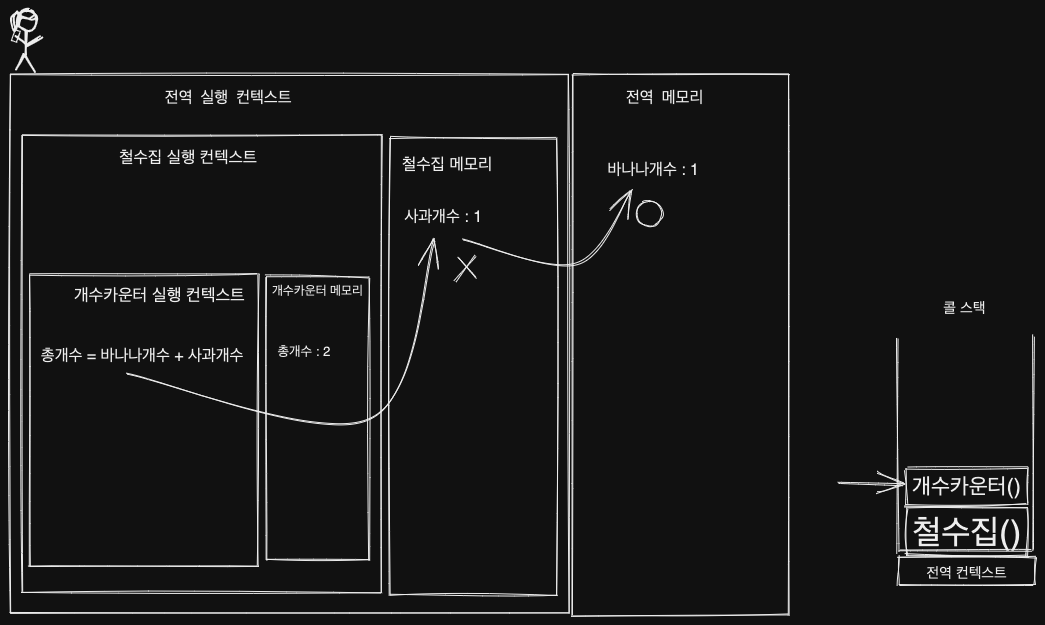 전역 실행 컨텍스트
전역 메모리
철수집 실행 컨텍스트
철수집 메모리
바나나개수 : 1
사과개수 : 1
개수카운터 실행 컨텍스트
개수카운터 메모리
총개수 = 바나나개수 + 사과개수
총개수 : 2
콜 스택
개수카운터()
철수집()
전역 컨텍스트